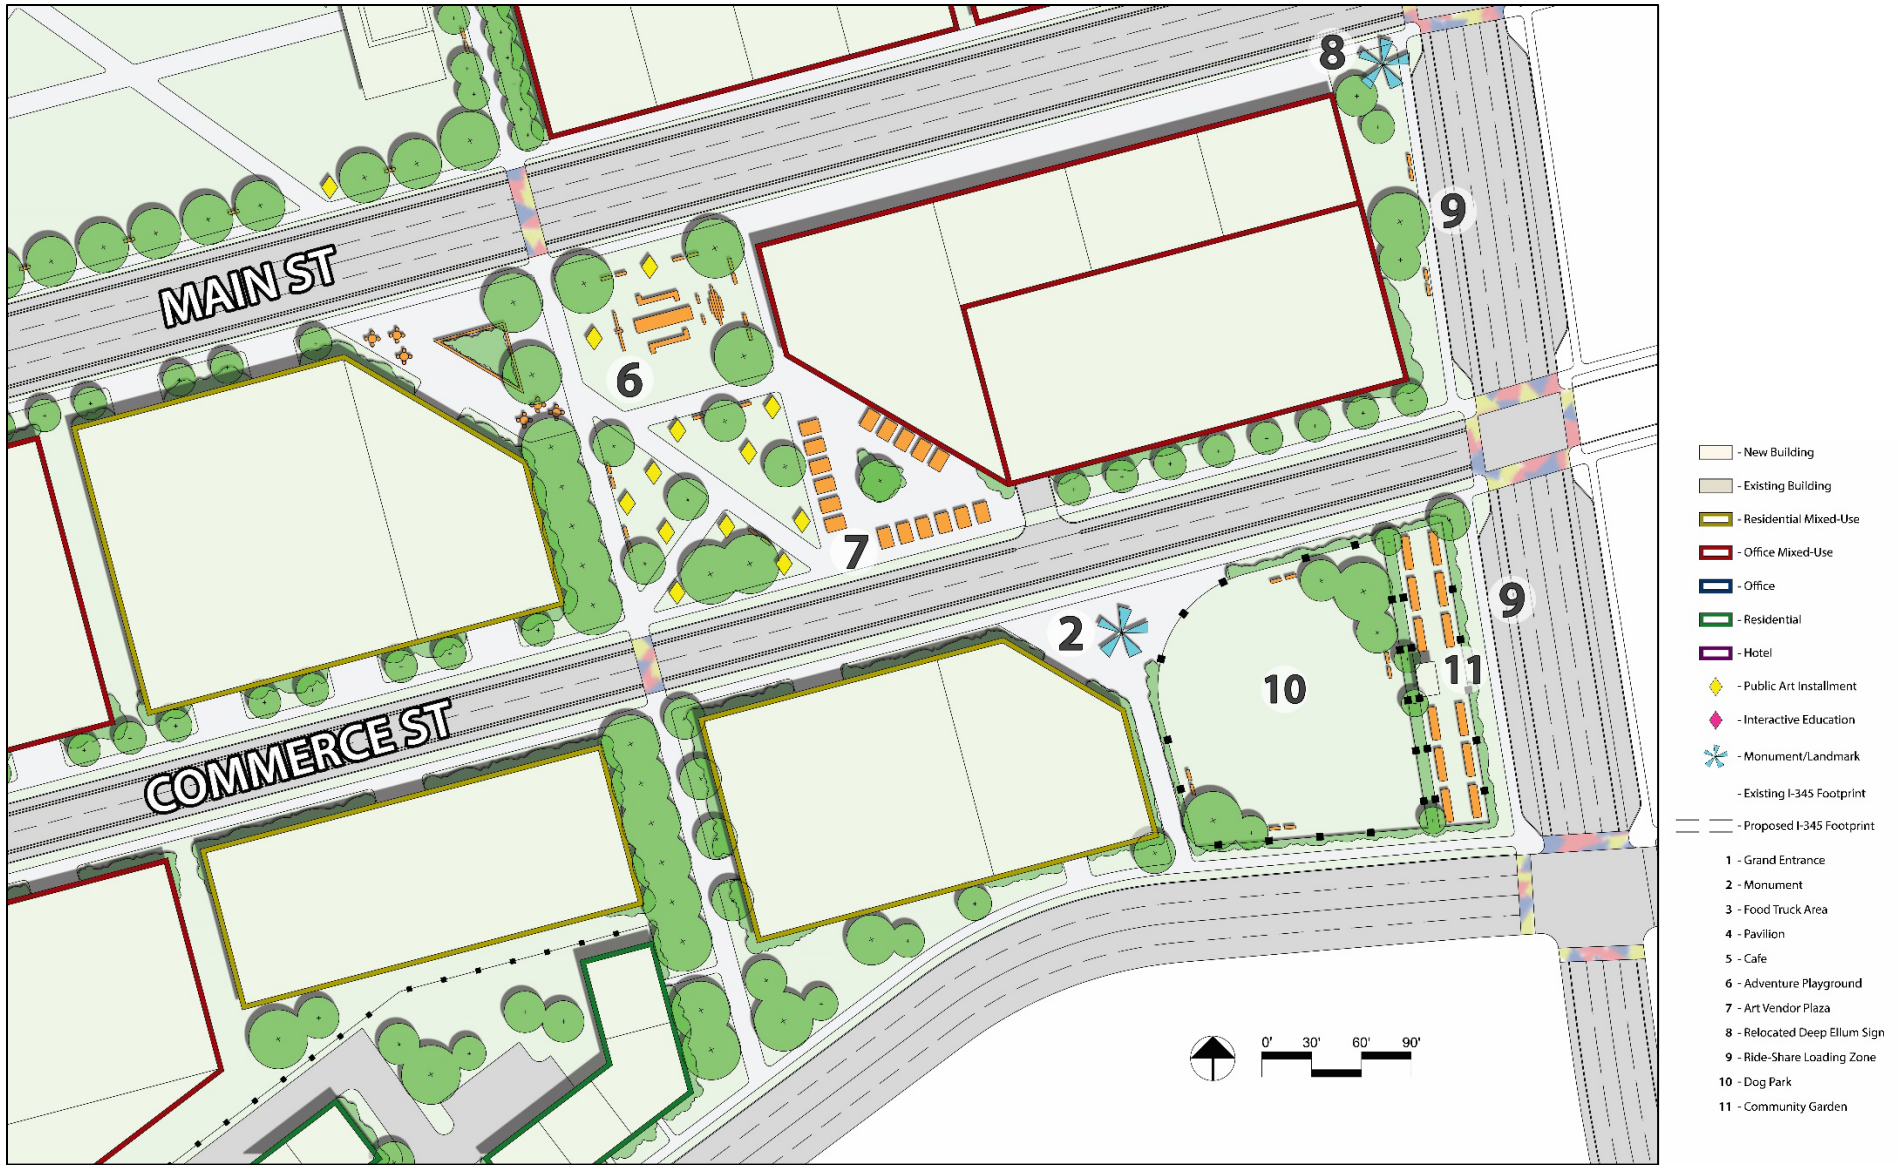 8
9
MAIN ST
6
7
2
9
10
11
COMMERCE ST
0' 30' 60' 90'
- New Building
- Existing Building
- Residential Mixed-Use
- Office Mixed-Use
- Office
- Residential
- Hotel
- Public Art Installment
- Interactive Education
- Monument/Landmark
- Existing I-345 Footprint
- Proposed I-345 Footprint
1 - Grand Entrance
2 - Monument
3 - Food Truck Area
4 - Pavilion
5 - Cafe
6 - Adventure Playground
7 - Art Vendor Plaza
8 - Relocated Deep Ellum Sign
9 - Ride-Share Loading Zone
10 - Dog Park
11 - Community Garden